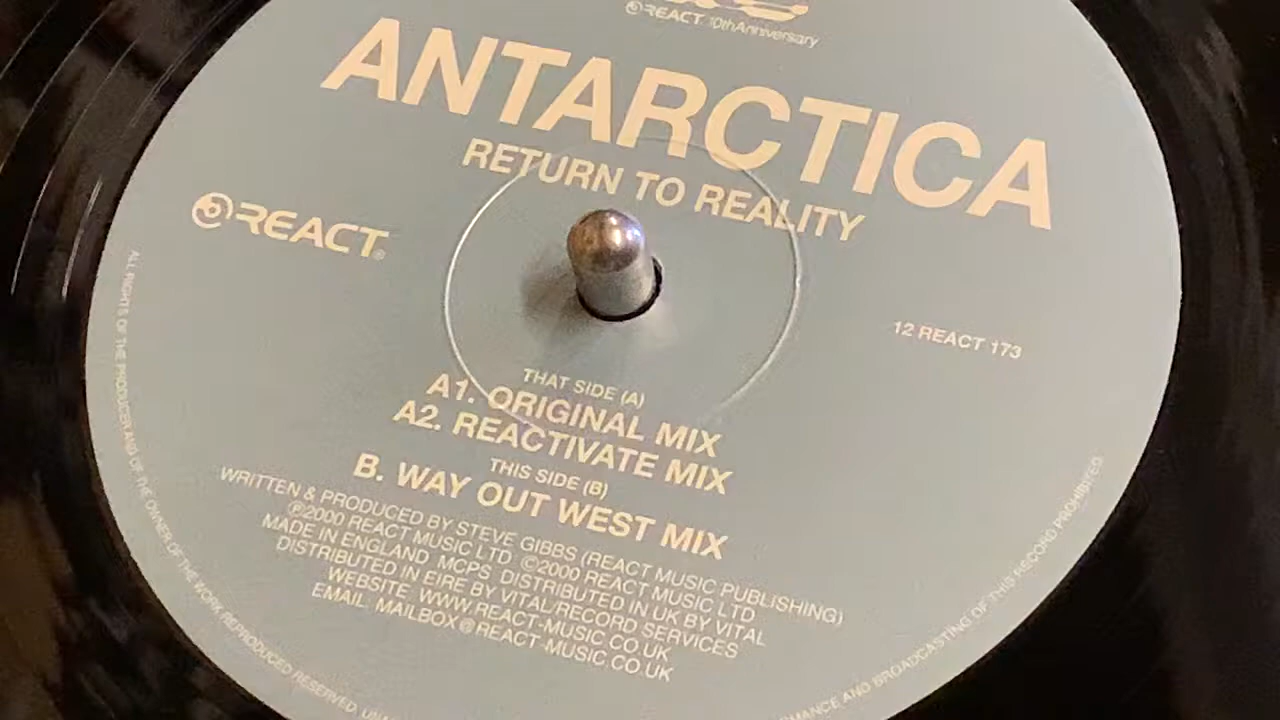 REACT 10thAnniversary
ANTARCTICA
RETURN TO REALITY
REACT®
12 REACT 173
THAT SIDE (A)
A1. ORIGINAL MIX
A2. REACTIVATE MIX
THIS SIDE (B)
B. WAY OUT WEST MIX
WRITTEN & PRODUCED BY STEVE GIBBS (REACT MUSIC PUBLISHING)
℗2000 REACT MUSIC LTD ©2000 REACT MUSIC LTD
MADE IN ENGLAND MCPS DISTRIBUTED IN UK BY VITAL
DISTRIBUTED IN EIRE BY VITAL/RECORD SERVICES
WEBSITE. WWW.REACT-MUSIC.CO.UK
EMAIL. MAILBOX@REACT-MUSIC.CO.UK
ALL RIGHTS OF THE PRODUCER AND OF THE OWNER OF THE WORK REPRODUCED RESERVED.
AND BROADCASTING OF THIS RECORD PROHIBITED